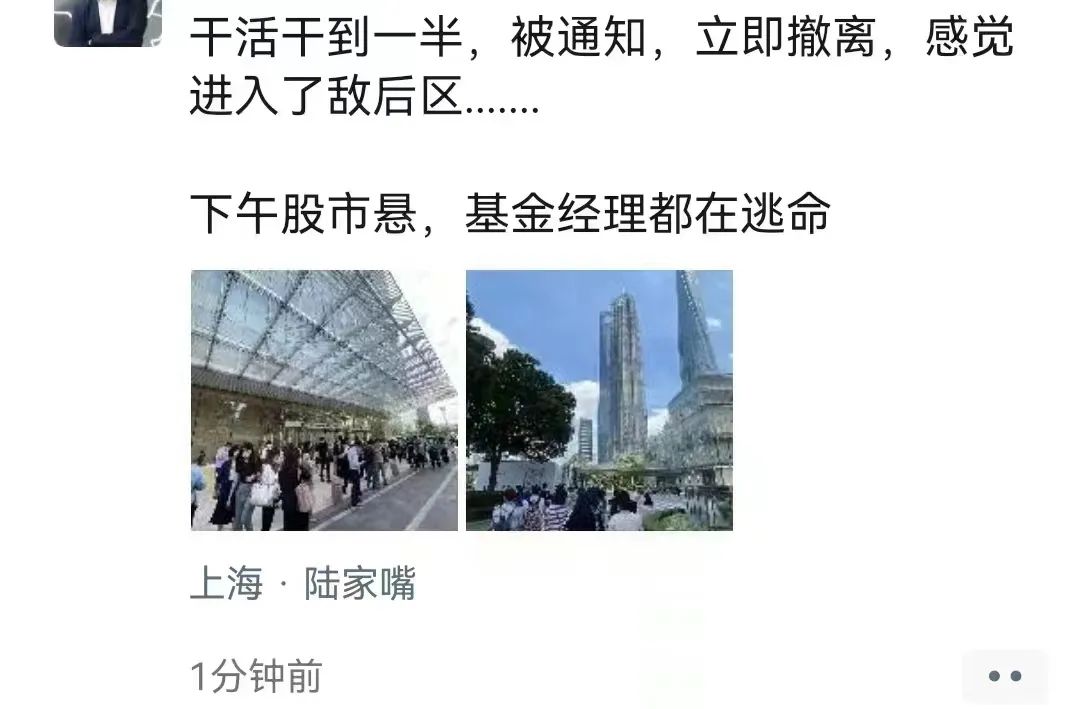 干活干到一半，被通知，立即撤离，感觉
进入了敌后区.......
下午股市悬，基金经理都在逃命
上海 · 陆家嘴
1分钟前